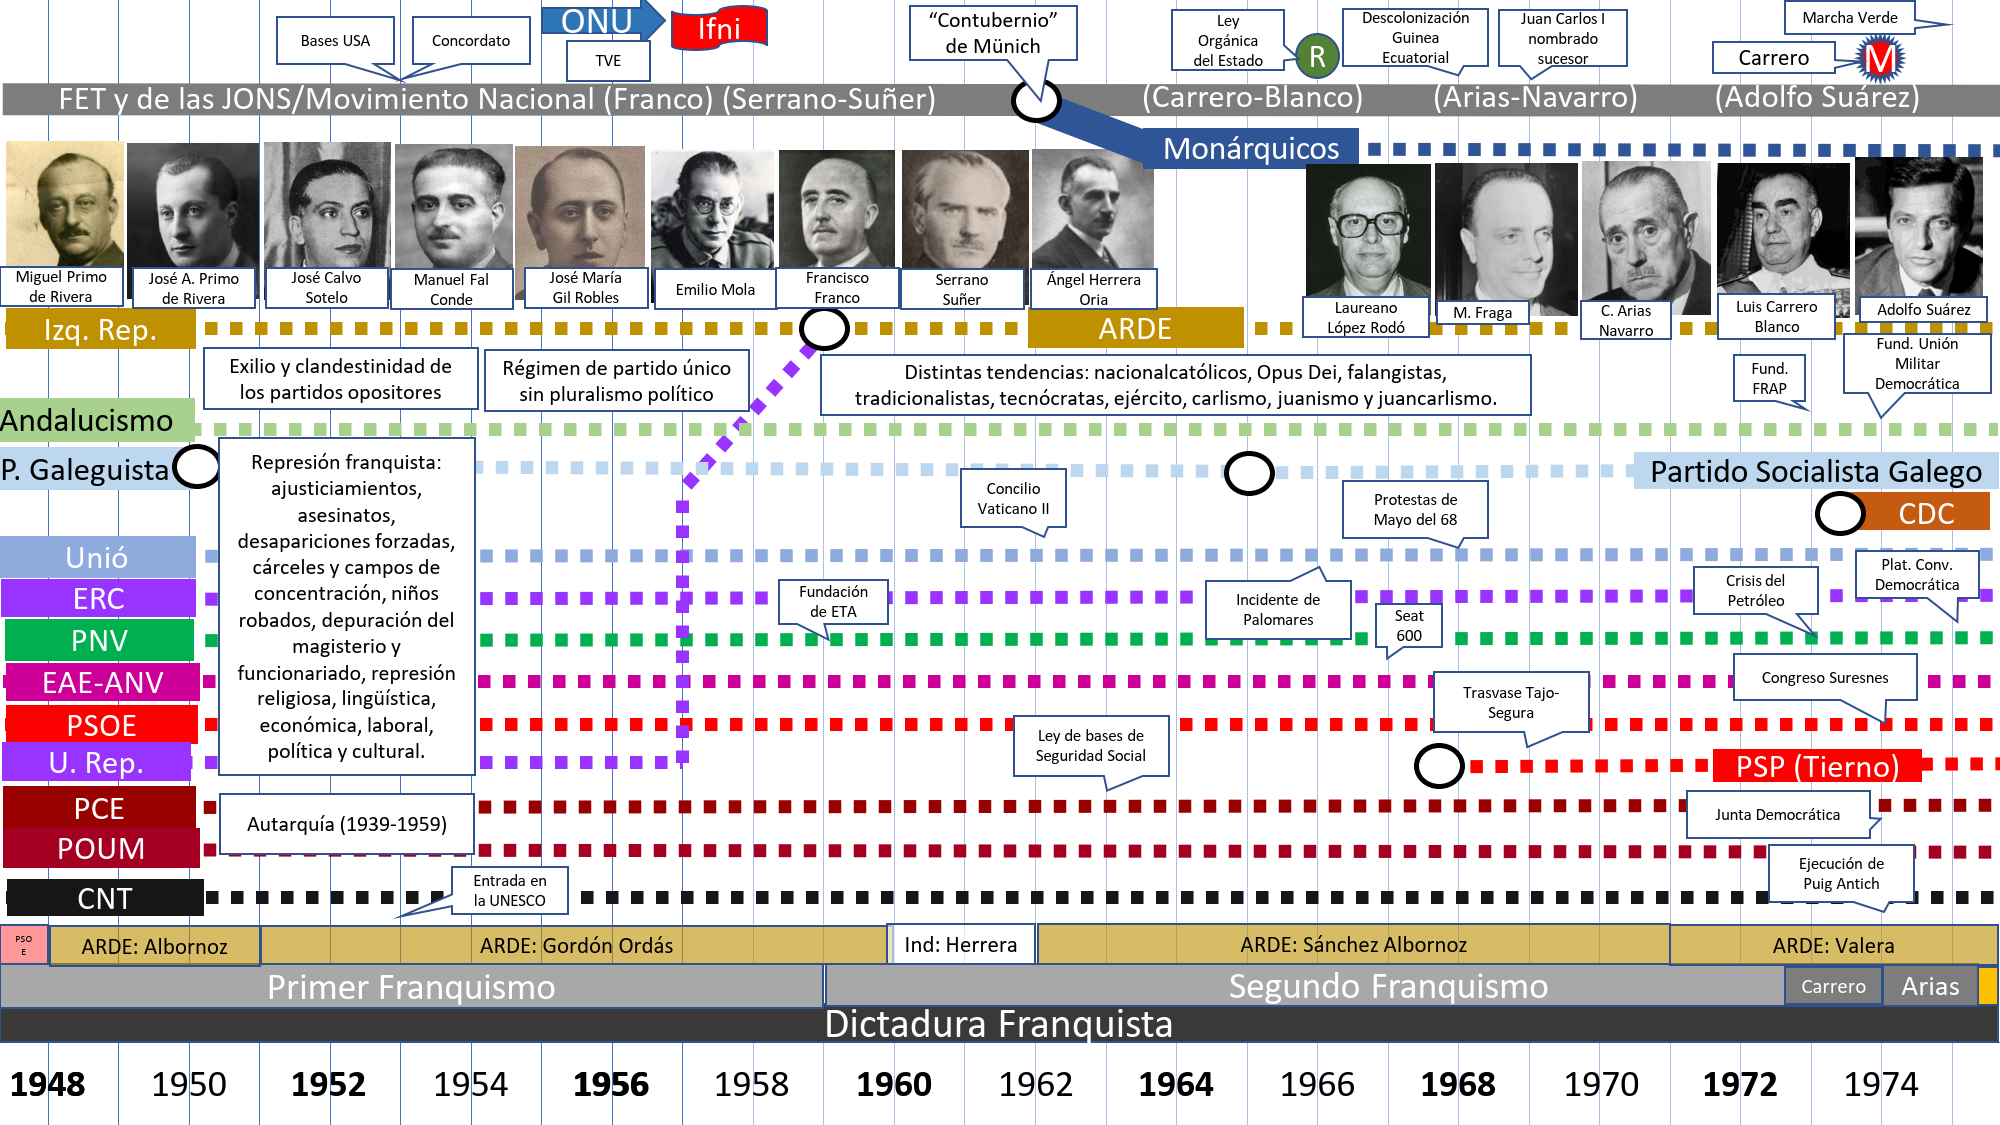 Bases USA
Concordato
ONU
TVE
Ifni
“Contubernio”
de Münich
Ley
Orgánica
del Estado
R
Descolonización
Guinea
Ecuatorial
Juan Carlos I
nombrado
sucesor
Marcha Verde
Carrero
M
FET y de las JONS/Movimiento Nacional (Franco) (Serrano-Suñer)
(Carrero-Blanco)
(Arias-Navarro)
(Adolfo Suárez)
Monárquicos
Miguel Primo
de Rivera
José A. Primo
de Rivera
José Calvo
Sotelo
Manuel Fal
Conde
José María
Gil Robles
Emilio Mola
Francisco
Franco
Serrano
Suñer
Ángel Herrera
Oria
Laureano
López Rodó
M. Fraga
C. Arias
Navarro
Luis Carrero
Blanco
Adolfo Suárez
Izq. Rep.
ARDE
Exilio y clandestinidad de
los partidos opositores
Régimen de partido único
sin pluralismo político
Distintas tendencias: nacionalcatólicos, Opus Dei, falangistas,
tradicionalistas, tecnócratas, ejército, carlismo, juanismo y juancarlismo.
Fund.
FRAP
Fund. Unión
Militar
Democrática
Andalucismo
P. Galeguista
Represión franquista:
ajusticiamientos,
asesinatos,
desapariciones forzadas,
cárceles y campos de
concentración, niños
robados, depuración del
magisterio y
funcionariado, represión
religiosa, lingüística,
económica, laboral,
política y cultural.
Concilio
Vaticano II
Protestas de
Mayo del 68
Partido Socialista Galego
CDC
Unió
ERC
PNV
EAE-ANV
PSOE
U. Rep.
Fundación
de ETA
Incidente de
Palomares
Seat
600
Crisis del
Petróleo
Plat. Conv.
Democrática
Congreso Suresnes
Trasvase Tajo-
Segura
Ley de bases de
Seguridad Social
PSP (Tierno)
PCE
POUM
CNT
Autarquía (1939-1959)
Junta Democrática
Ejecución de
Puig Antich
Entrada en
la UNESCO
PSO
E
ARDE: Albornoz
ARDE: Gordón Ordás
Ind: Herrera
ARDE: Sánchez Albornoz
ARDE: Valera
Primer Franquismo
Segundo Franquismo
Carrero
Arias
Dictadura Franquista
1948
1950
1952
1954
1956
1958
1960
1962
1964
1966
1968
1970
1972
1974